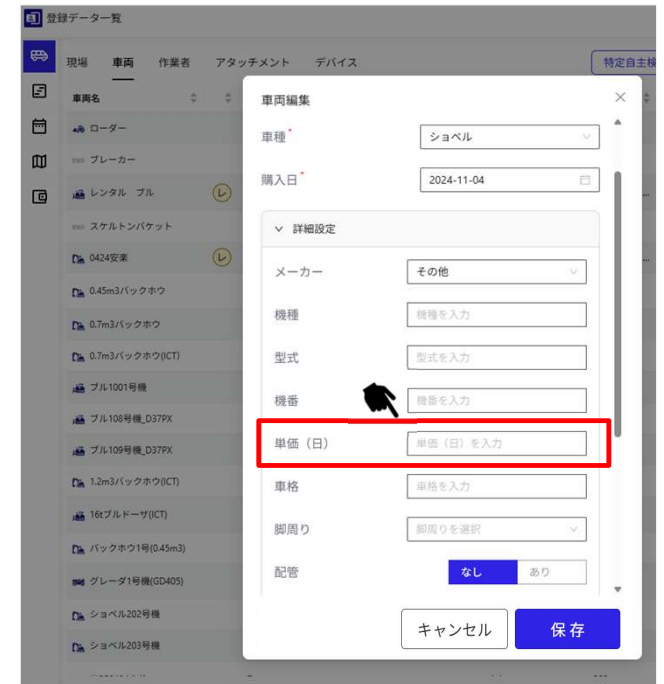 登録データ一覧
現場 車両 作業者 アタッチメント デバイス
特定自主検
車両名
ローダー
ブレーカー
レンタル ブル レ
スケルトンバケット
0424安楽 レ
0.45m3バックホウ
0.7m3バックホウ
0.7m3バックホウ(ICT)
ブル1001号機
ブル108号機_D37PX
ブル109号機_D37PX
1.2m3バックホウ(ICT)
16tブルドーザ(ICT)
バックホウ1号(0.45m3)
グレーダ1号機(GD405)
ショベル202号機
ショベル203号機
車両編集
車種* ショベル
購入日* 2024-11-04
詳細設定
メーカー その他
機種 機種を入力
型式 型式を入力
機番 機番を入力
単価（日） 単価（日）を入力
車格 車格を入力
脚周り 脚周りを選択
配管 なし あり
キャンセル 保存